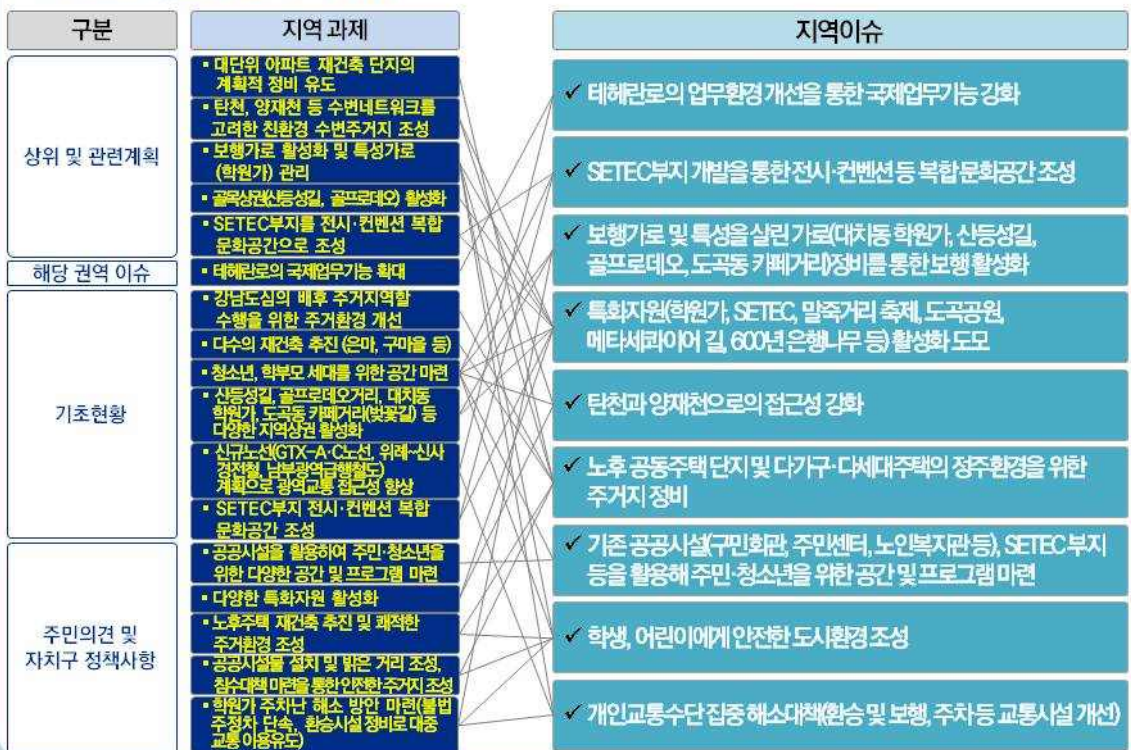 구분
지역 과제
지역이슈
상위 및 관련계획
▪ 대단위 아파트 재건축 단지의
계획적 정비 유도
▪ 탄천, 양재천 등 수변네트워크를
고려한 친환경 수변주거지 조성
▪ 보행가로 활성화 및 특성가로
(학원가) 관리
▪ 골목상권(산등성길, 골프로데오) 활성화
▪ SETEC부지를 전시·컨벤션 복합
문화공간으로 조성
해당 권역 이슈
▪ 테헤란로의 국제업무기능 확대
기초현황
▪ 강남도심의 배후 주거지역할
수행을 위한 주거환경 개선
▪ 다수의 재건축 추진 (은마, 구마을 등)
▪ 청소년, 학부모 세대를 위한 공간 마련
▪ 산등성길, 골프로데오거리, 대치동
학원가, 도곡동 카페거리(벚꽃길) 등
다양한 지역상권 활성화
▪ 신규노선(GTX-A·C노선, 위례~신사
경전철, 남부광역급행철도)
계획으로 광역교통 접근성 향상
▪ SETEC부지 전시·컨벤션 복합
문화공간 조성
주민의견 및
자치구 정책사항
▪ 공공시설을 활용하여 주민·청소년을
위한 다양한 공간 및 프로그램 마련
▪ 다양한 특화자원 활성화
▪ 노후주택 재건축 추진 및 쾌적한
주거환경 조성
▪ 공공시설물 설치 및 밝은 거리 조성,
침수대책 마련을 통한 안전한 주거지 조성
▪ 학원가 주차난 해소 방안 마련(불법
주정차 단속, 환승시설 정비로 대중
교통 이용유도)
✓ 테헤란로의 업무환경 개선을 통한 국제업무기능 강화
✓ SETEC부지 개발을 통한 전시·컨벤션 등 복합 문화공간 조성
✓ 보행가로 및 특성을 살린 가로(대치동 학원가, 산등성길,
골프로데오, 도곡동 카페거리)정비를 통한 보행 활성화
✓ 특화자원(학원가, SETEC, 말죽거리 축제, 도곡공원,
메타세콰이어 길, 600년 은행나무 등) 활성화 도모
✓ 탄천과 양재천으로의 접근성 강화
✓ 노후 공동주택 단지 및 다가구·다세대주택의 정주환경을 위한
주거지 정비
✓ 기존 공공시설(구민회관, 주민센터, 노인복지관 등), SETEC 부지
등을 활용해 주민·청소년을 위한 공간 및 프로그램 마련
✓ 학생, 어린이에게 안전한 도시환경 조성
✓ 개인교통수단 집중 해소대책(환승 및 보행, 주차 등 교통시설 개선)